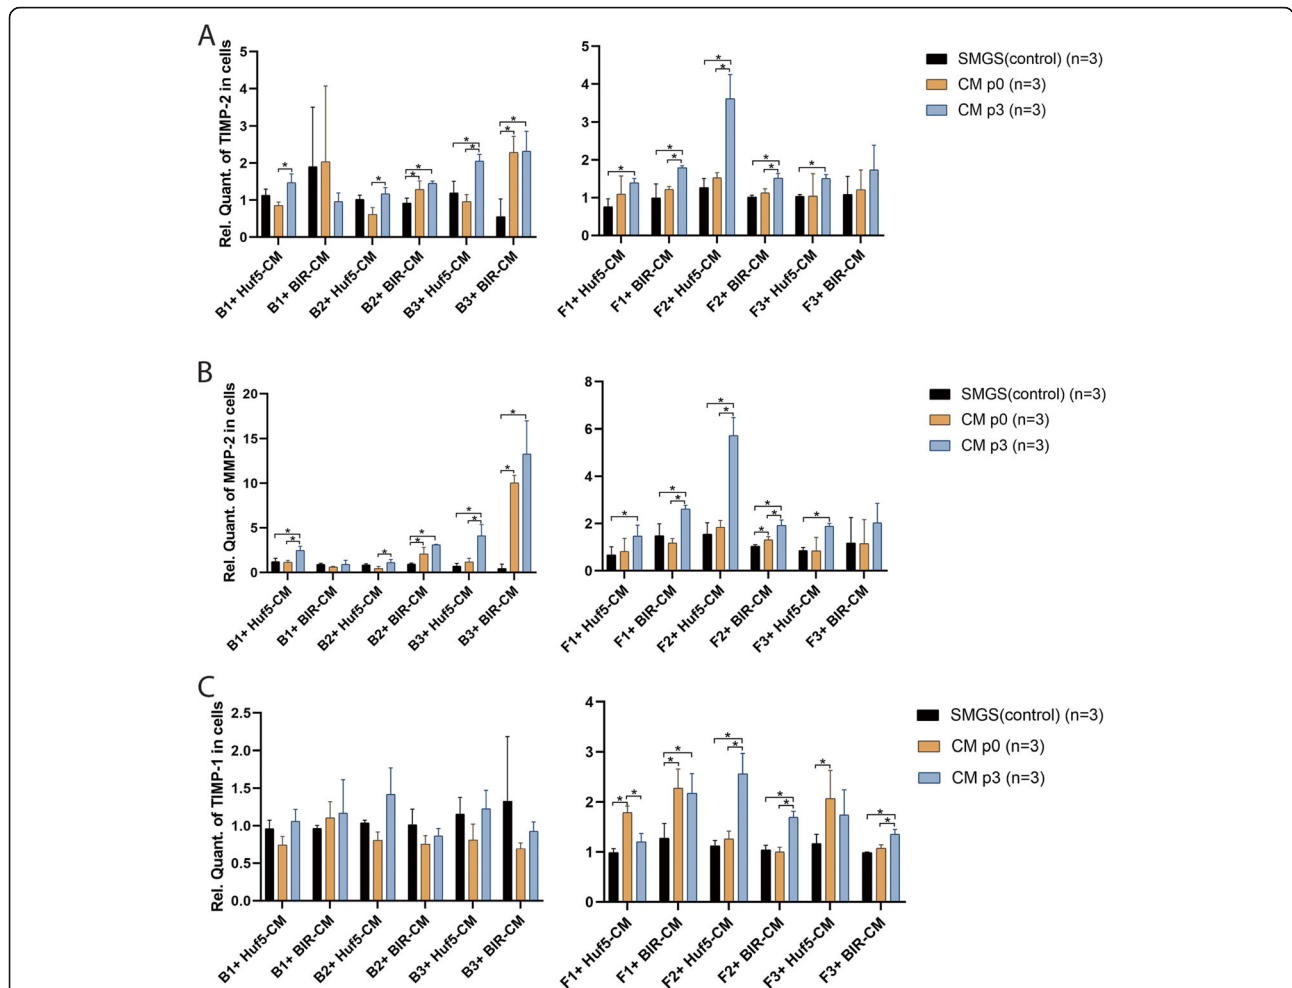 A
Rel. Quant. of TIMP-2 in cells
5
4
3
2
1
0
* * * * * * * *
B1+ Huf5-CM
B1+ BIR-CM
B2+ Huf5-CM
B2+ BIR-CM
B3+ Huf5-CM
B3+ BIR-CM
5
4
3
2
1
0
* * * * * * * *
F1+ Huf5-CM
F1+ BIR-CM
F2+ Huf5-CM
F2+ BIR-CM
F3+ Huf5-CM
F3+ BIR-CM
SMGS(control) (n=3)
CM p0 (n=3)
CM p3 (n=3)
B
Rel. Quant. of MMP-2 in cells
20
15
10
5
0
* * * * * * * * *
B1+ Huf5-CM
B1+ BIR-CM
B2+ Huf5-CM
B2+ BIR-CM
B3+ Huf5-CM
B3+ BIR-CM
8
6
4
2
0
* * * * * * * * *
F1+ Huf5-CM
F1+ BIR-CM
F2+ Huf5-CM
F2+ BIR-CM
F3+ Huf5-CM
F3+ BIR-CM
SMGS(control) (n=3)
CM p0 (n=3)
CM p3 (n=3)
C
Rel. Quant. of TIMP-1 in cells
2.5
2.0
1.5
1.0
0.5
0.0
B1+ Huf5-CM
B1+ BIR-CM
B2+ Huf5-CM
B2+ BIR-CM
B3+ Huf5-CM
B3+ BIR-CM
4
3
2
1
0
* * * * * * * * * * *
F1+ Huf5-CM
F1+ BIR-CM
F2+ Huf5-CM
F2+ BIR-CM
F3+ Huf5-CM
F3+ BIR-CM
SMGS(control) (n=3)
CM p0 (n=3)
CM p3 (n=3)